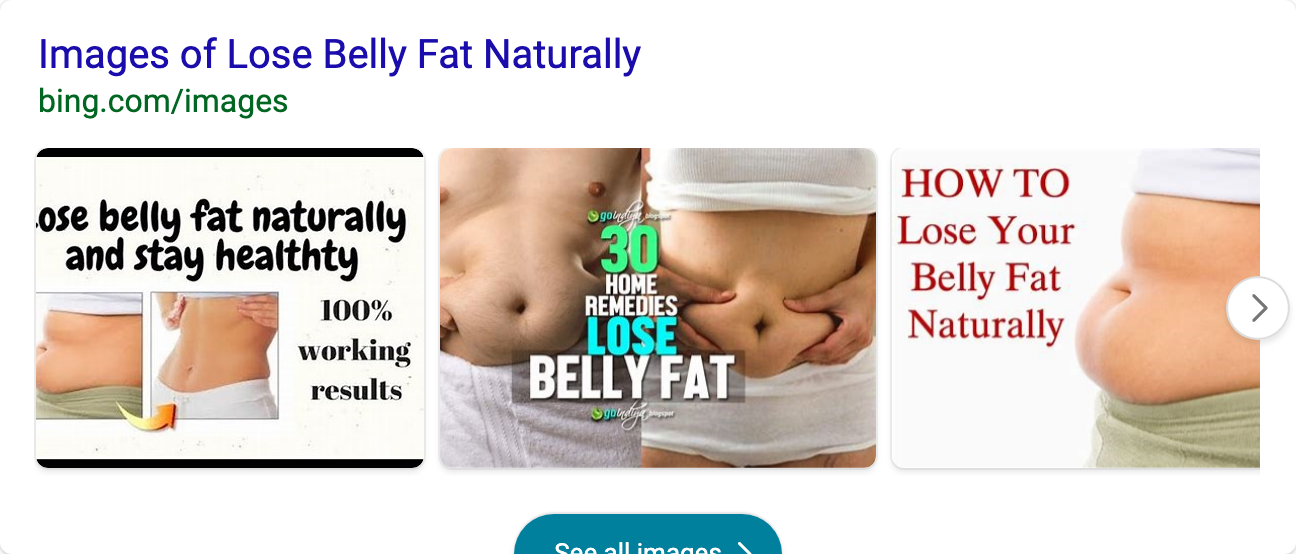 Images of Lose Belly Fat Naturally
bing.com/images
ose belly fat naturally
and stay healthty
100%
working
results
goindiya blogspot
30
HOME
REMEDIES
LOSE
BELLY FAT
goindiya blogspot
HOW TO
Lose Your
Belly Fat
Naturally
See all images